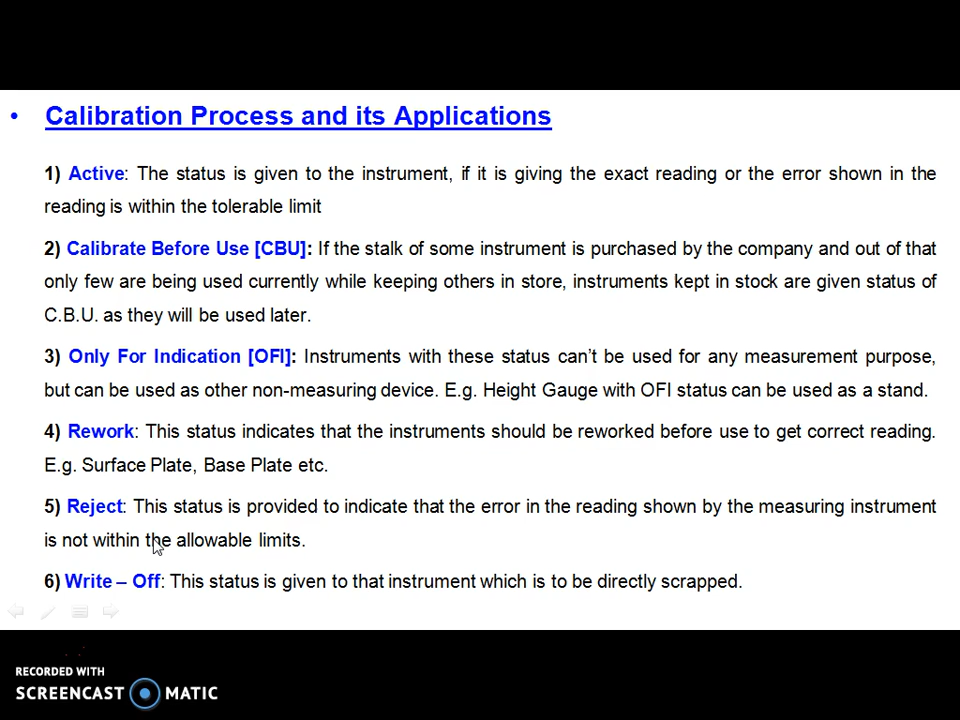 • Calibration Process and its Applications
1) Active: The status is given to the instrument, if it is giving the exact reading or the error shown in the
reading is within the tolerable limit
2) Calibrate Before Use [CBU]: If the stalk of some instrument is purchased by the company and out of that
only few are being used currently while keeping others in store, instruments kept in stock are given status of
C.B.U. as they will be used later.
3) Only For Indication [OFI]: Instruments with these status can't be used for any measurement purpose,
but can be used as other non-measuring device. E.g. Height Gauge with OFI status can be used as a stand.
4) Rework: This status indicates that the instruments should be reworked before use to get correct reading.
E.g. Surface Plate, Base Plate etc.
5) Reject: This status is provided to indicate that the error in the reading shown by the measuring instrument
is not within the allowable limits.
6) Write – Off: This status is given to that instrument which is to be directly scrapped.
RECORDED WITH
SCREENCAST MATIC